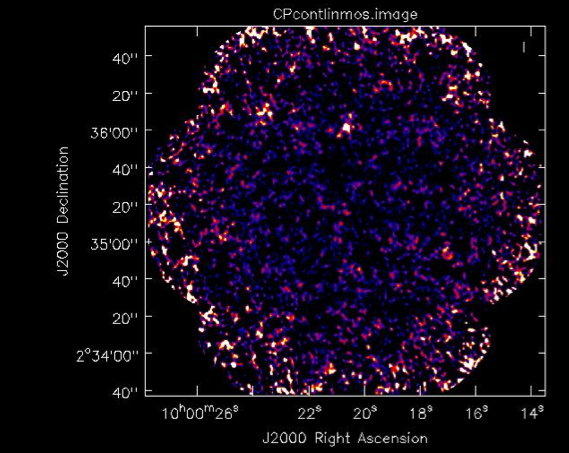 CPcontlinmos.image
40"
20"
36'00"
40"
20"
35'00"
40"
20"
2°34'00"
40"
J2000 Declination
10ʰ00ᵐ26ˢ 22ˢ 20ˢ 18ˢ 16ˢ 14ˢ
J2000 Right Ascension